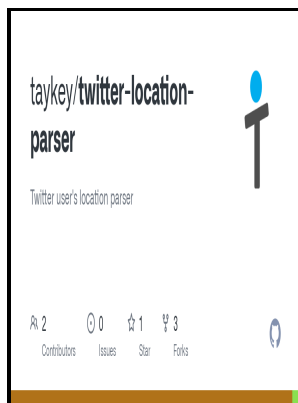 taykey/twitter-location-
parser
Twitter user's location parser
2 0 1 3
Contributors Issues Star Forks